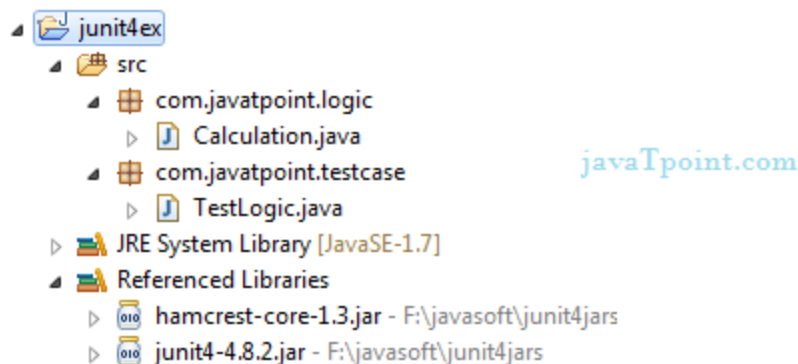 junit4ex
src
com.javatpoint.logic
Calculation.java
com.javatpoint.testcase
javaTpoint.com
TestLogic.java
JRE System Library [JavaSE-1.7]
Referenced Libraries
hamcrest-core-1.3.jar - F:\javasoft\junit4jars
junit4-4.8.2.jar - F:\javasoft\junit4jars